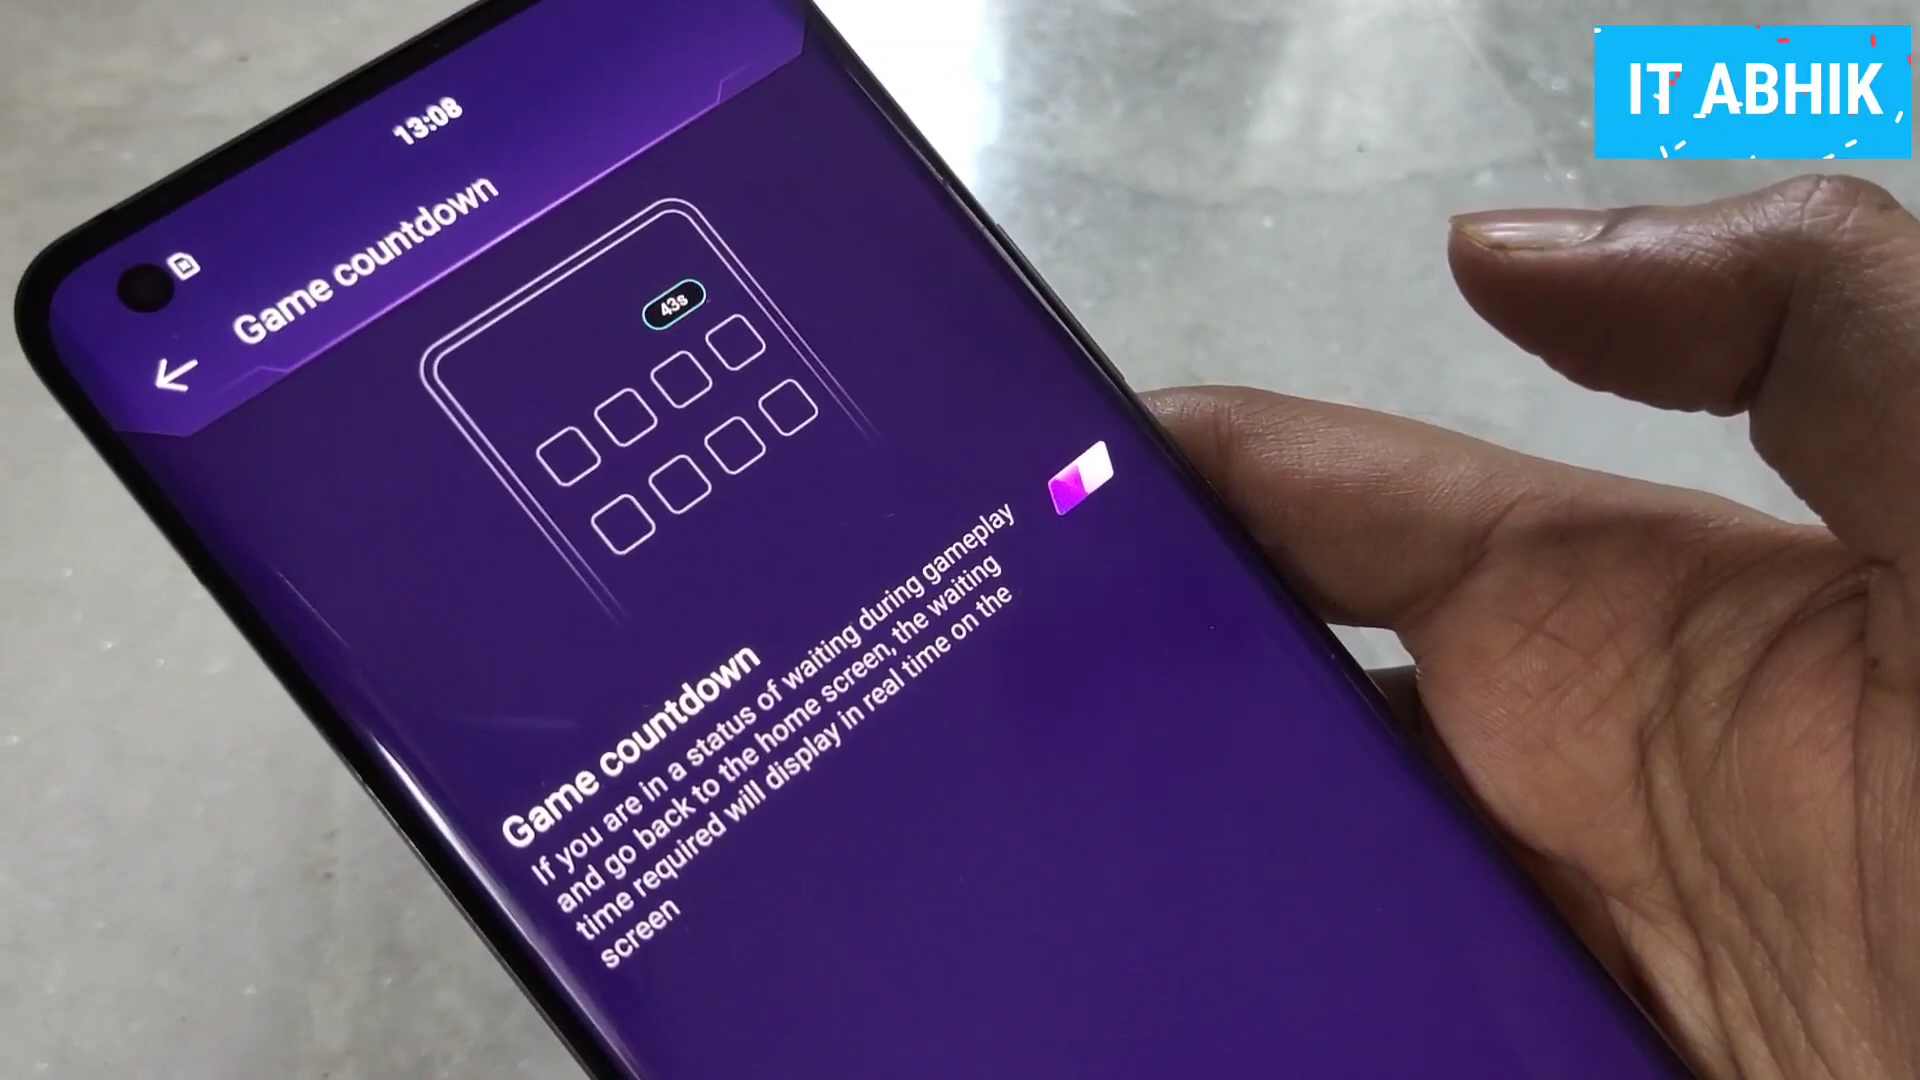 IT ABHIK
13:08
Game countdown
43s
Game countdown
If you are in a status of waiting during gameplay
and go back to the home screen, the waiting
time required will display in real time on the
screen